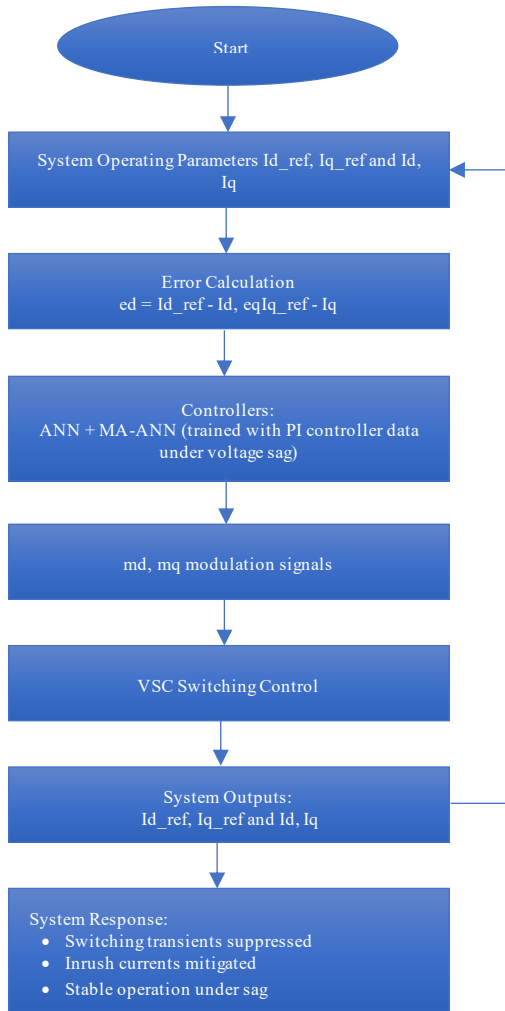 Start
System Operating Parameters Id_ref, Iq_ref and Id,
Iq
Error Calculation
ed = Id_ref - Id, eqIq_ref - Iq
Controllers:
ANN + MA-ANN (trained with PI controller data
under voltage sag)
md, mq modulation signals
VSC Switching Control
System Outputs:
Id_ref, Iq_ref and Id, Iq
System Response:
• Switching transients suppressed
• Inrush currents mitigated
• Stable operation under sag